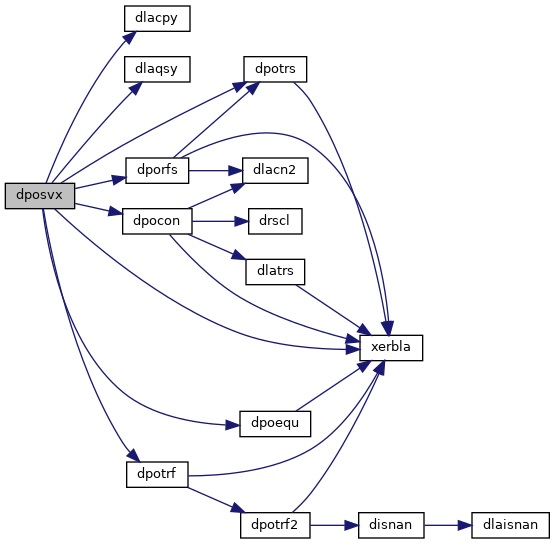 dlacpy
dlaqsy
dpotrs
dporfs
dlacn2
dposvx
dpocon
drscl
dlatrs
xerbla
dpoequ
dpotrf
dpotrf2
disnan
dlaisnan